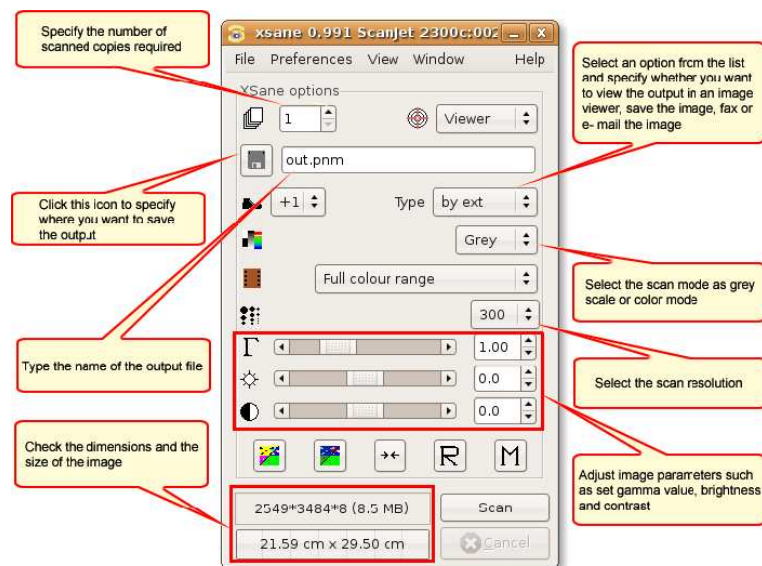 Specify the number of
scanned copies required
xsane 0.991 ScanJet 2300c:002
File Preferences View Window Help
XSane options
1
Viewer
Select an option from the list
and specify whether you want
to view the output in an image
viewer, save the image, fax or
e- mail the image
out.pnm
Click this icon to specify
where you want to save
the output
+1
Type
by ext
Grey
Full colour range
Select the scan mode as grey
scale or color mode
300
Type the name of the output file
1.00
0.0
0.0
Select the scan resolution
Check the dimensions and the
size of the image
R
M
Adjust image parameters such
as set gamma value, brightness
and contrast
2549*3484*8 (8.5 MB)
Scan
21.59 cm x 29.50 cm
Cancel